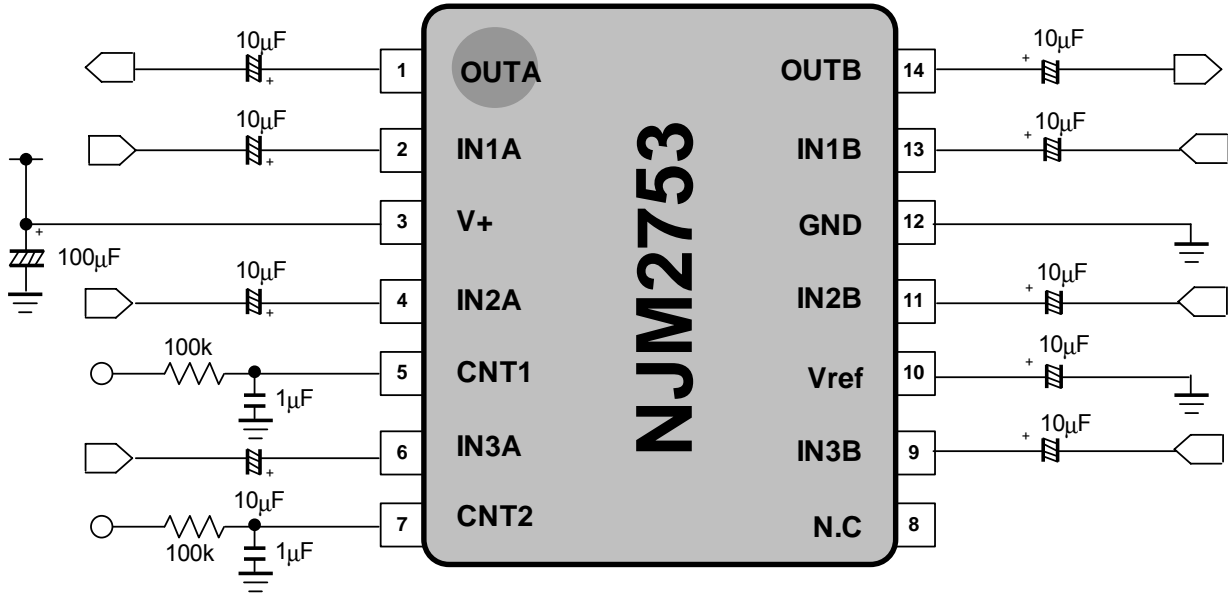 10µF
1
OUTA
OUTB
14
+
10µF
+
10µF
2
IN1A
IN1B
13
+
10µF
+
3
V+
GND
12
+
100µF
10µF
4
IN2A
IN2B
11
+
10µF
+
100k
5
CNT1
Vref
10
+
10µF
1µF
6
IN3A
IN3B
9
+
10µF
+
10µF
100k
7
CNT2
N.C
8
1µF
NJM2753